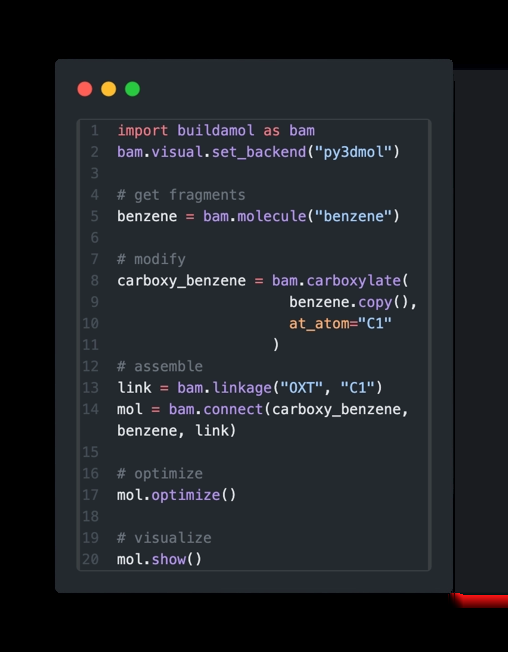 1 import buildamol as bam
2 bam.visual.set_backend("py3dmol")
3
4 # get fragments
5 benzene = bam.molecule("benzene")
6
7 # modify
8 carboxy_benzene = bam.carboxylate(
9 benzene.copy(),
10 at_atom="C1"
11 )
12 # assemble
13 link = bam.linkage("OXT", "C1")
14 mol = bam.connect(carboxy_benzene,
benzene, link)
15
16 # optimize
17 mol.optimize()
18
19 # visualize
20 mol.show()